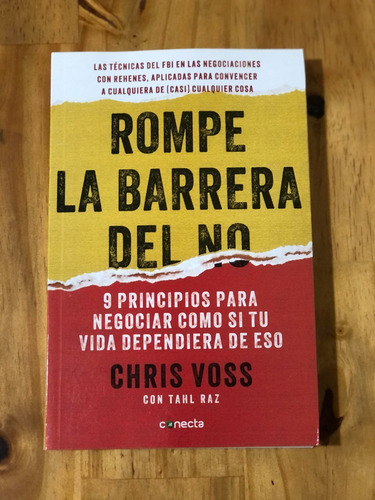 LAS TÉCNICAS DEL FBI EN LAS NEGOCIACIONES
CON REHENES, APLICADAS PARA CONVENCER
A CUALQUIERA DE (CASI) CUALQUIER COSA
ROMPE
LA BARRERA
DEL NO
9 PRINCIPIOS PARA
NEGOCIAR COMO SI TU
VIDA DEPENDIERA DE ESO
CHRIS VOSS
CON TAHL RAZ
conecta